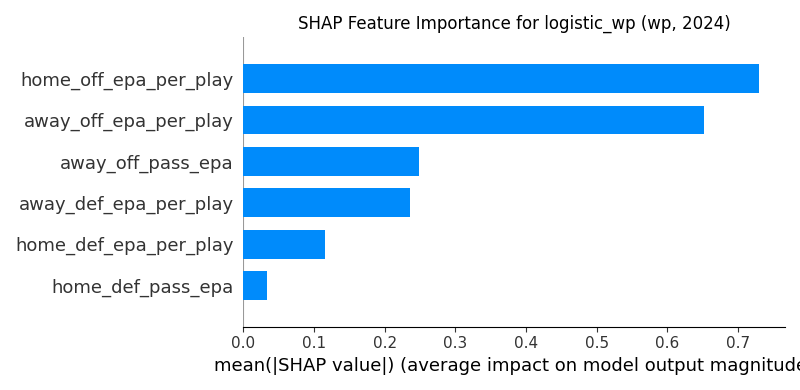 SHAP Feature Importance for logistic_wp (wp, 2024)
home_off_epa_per_play
away_off_epa_per_play
away_off_pass_epa
away_def_epa_per_play
home_def_epa_per_play
home_def_pass_epa
0.0 0.1 0.2 0.3 0.4 0.5 0.6 0.7
mean(|SHAP value|) (average impact on model output magnitude